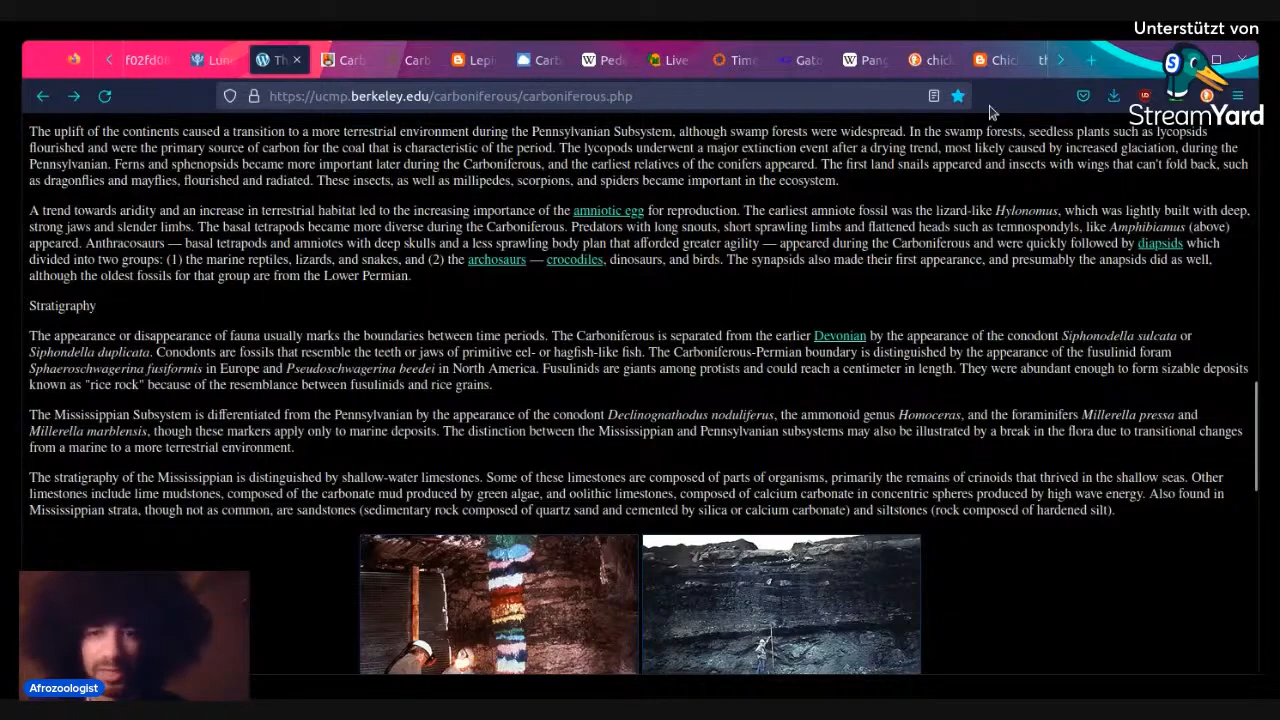 Unterstützt von
StreamYard
f02fd08
Lun
Th
Carb
Carb
Lepi
Carb
Ped
Live
Tim
Gato
Pang
chick
Chic
th
https://ucmp.berkeley.edu/carboniferous/carboniferous.php
The uplift of the continents caused a transition to a more terrestrial environment during the Pennsylvanian Subsystem, although swamp forests were widespread. In the swamp forests, seedless plants such as lycopsids
flourished and were the primary source of carbon for the coal that is characteristic of the period. The lycopods underwent a major extinction event after a drying trend, most likely caused by increased glaciation, during the
Pennsylvanian. Ferns and sphenopsids became more important later during the Carboniferous, and the earliest relatives of the conifers appeared. The first land snails appeared and insects with wings that can't fold back, such
as dragonflies and mayflies, flourished and radiated. These insects, as well as millipedes, scorpions, and spiders became important in the ecosystem.
A trend towards aridity and an increase in terrestrial habitat led to the increasing importance of the amniotic egg for reproduction. The earliest amniote fossil was the lizard-like Hylonomus, which was lightly built with deep,
strong jaws and slender limbs. The basal tetrapods became more diverse during the Carboniferous. Predators with long snouts, short sprawling limbs and flattened heads such as temnospondyls, like Amphibiamus (above)
appeared. Anthracosaurs — basal tetrapods and amniotes with deep skulls and a less sprawling body plan that afforded greater agility — appeared during the Carboniferous and were quickly followed by diapsids which
divided into two groups: (1) the marine reptiles, lizards, and snakes, and (2) the archosaurs — crocodiles, dinosaurs, and birds. The synapsids also made their first appearance, and presumably the anapsids did as well,
although the oldest fossils for that group are from the Lower Permian.
Stratigraphy
The appearance or disappearance of fauna usually marks the boundaries between time periods. The Carboniferous is separated from the earlier Devonian by the appearance of the conodont Siphonodella sulcata or
Siphondella duplicata. Conodonts are fossils that resemble the teeth or jaws of primitive eel- or hagfish-like fish. The Carboniferous-Permian boundary is distinguished by the appearance of the fusulinid foram
Sphaeroschwagerina fusiformis in Europe and Pseudoschwagerina beedei in North America. Fusulinids are giants among protists and could reach a centimeter in length. They were abundant enough to form sizable deposits
known as "rice rock" because of the resemblance between fusulinids and rice grains.
The Mississippian Subsystem is differentiated from the Pennsylvanian by the appearance of the conodont Declinognathodus noduliferus, the ammonoid genus Homoceras, and the foraminifers Millerella pressa and
Millerella marblensis, though these markers apply only to marine deposits. The distinction between the Mississippian and Pennsylvanian subsystems may also be illustrated by a break in the flora due to transitional changes
from a marine to a more terrestrial environment.
The stratigraphy of the Mississippian is distinguished by shallow-water limestones. Some of these limestones are composed of parts of organisms, primarily the remains of crinoids that thrived in the shallow seas. Other
limestones include lime mudstones, composed of the carbonate mud produced by green algae, and oolithic limestones, composed of calcium carbonate in concentric spheres produced by high wave energy. Also found in
Mississippian strata, though not as common, are sandstones (sedimentary rock composed of quartz sand and cemented by silica or calcium carbonate) and siltstones (rock composed of hardened silt).
Afrozoologist